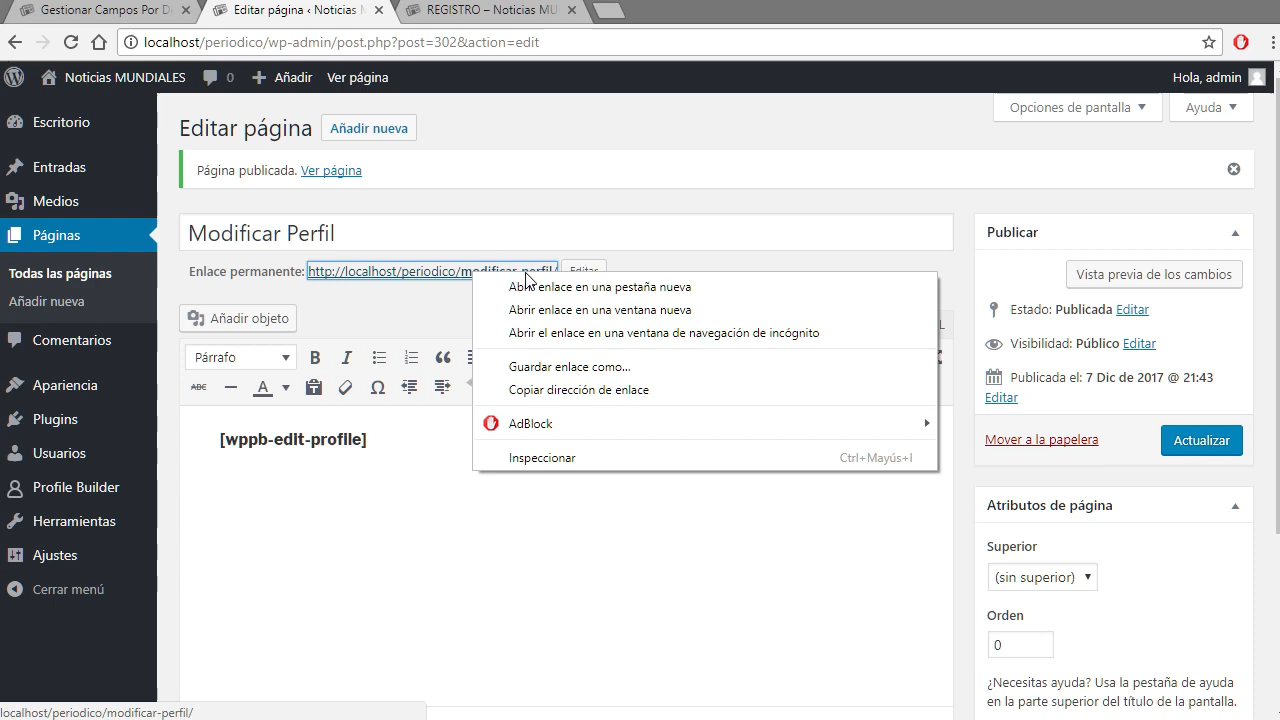 Gestionar Campos Por D
Editar página ‹ Noticias M
REGISTRO – Noticias MU
localhost/periodico/wp-admin/post.php?post=302&action=edit
Noticias MUNDIALES
0
Añadir
Ver página
Hola, admin
Escritorio
Entradas
Medios
Páginas
Todas las páginas
Añadir nueva
Comentarios
Apariencia
Plugins
Usuarios
Profile Builder
Herramientas
Ajustes
Cerrar menú
Opciones de pantalla
Ayuda
Editar página
Añadir nueva
Página publicada. Ver página
Modificar Perfil
Enlace permanente: http://localhost/periodico/modificar-perfil/
Editar
Añadir objeto
Párrafo
B I
ABC A
[wppb-edit-profile]
Abrir enlace en una pestaña nueva
Abrir enlace en una ventana nueva
Abrir el enlace en una ventana de navegación de incógnito
Guardar enlace como...
Copiar dirección de enlace
AdBlock
Inspeccionar Ctrl+Mayús+I
Publicar
Vista previa de los cambios
Estado: Publicada Editar
Visibilidad: Público Editar
Publicada el: 7 Dic de 2017 @ 21:43
Editar
Mover a la papelera
Actualizar
Atributos de página
Superior
(sin superior)
Orden
0
¿Necesitas ayuda? Usa la pestaña de ayuda
en la parte superior del título de la pantalla.
localhost/periodico/modificar-perfil/